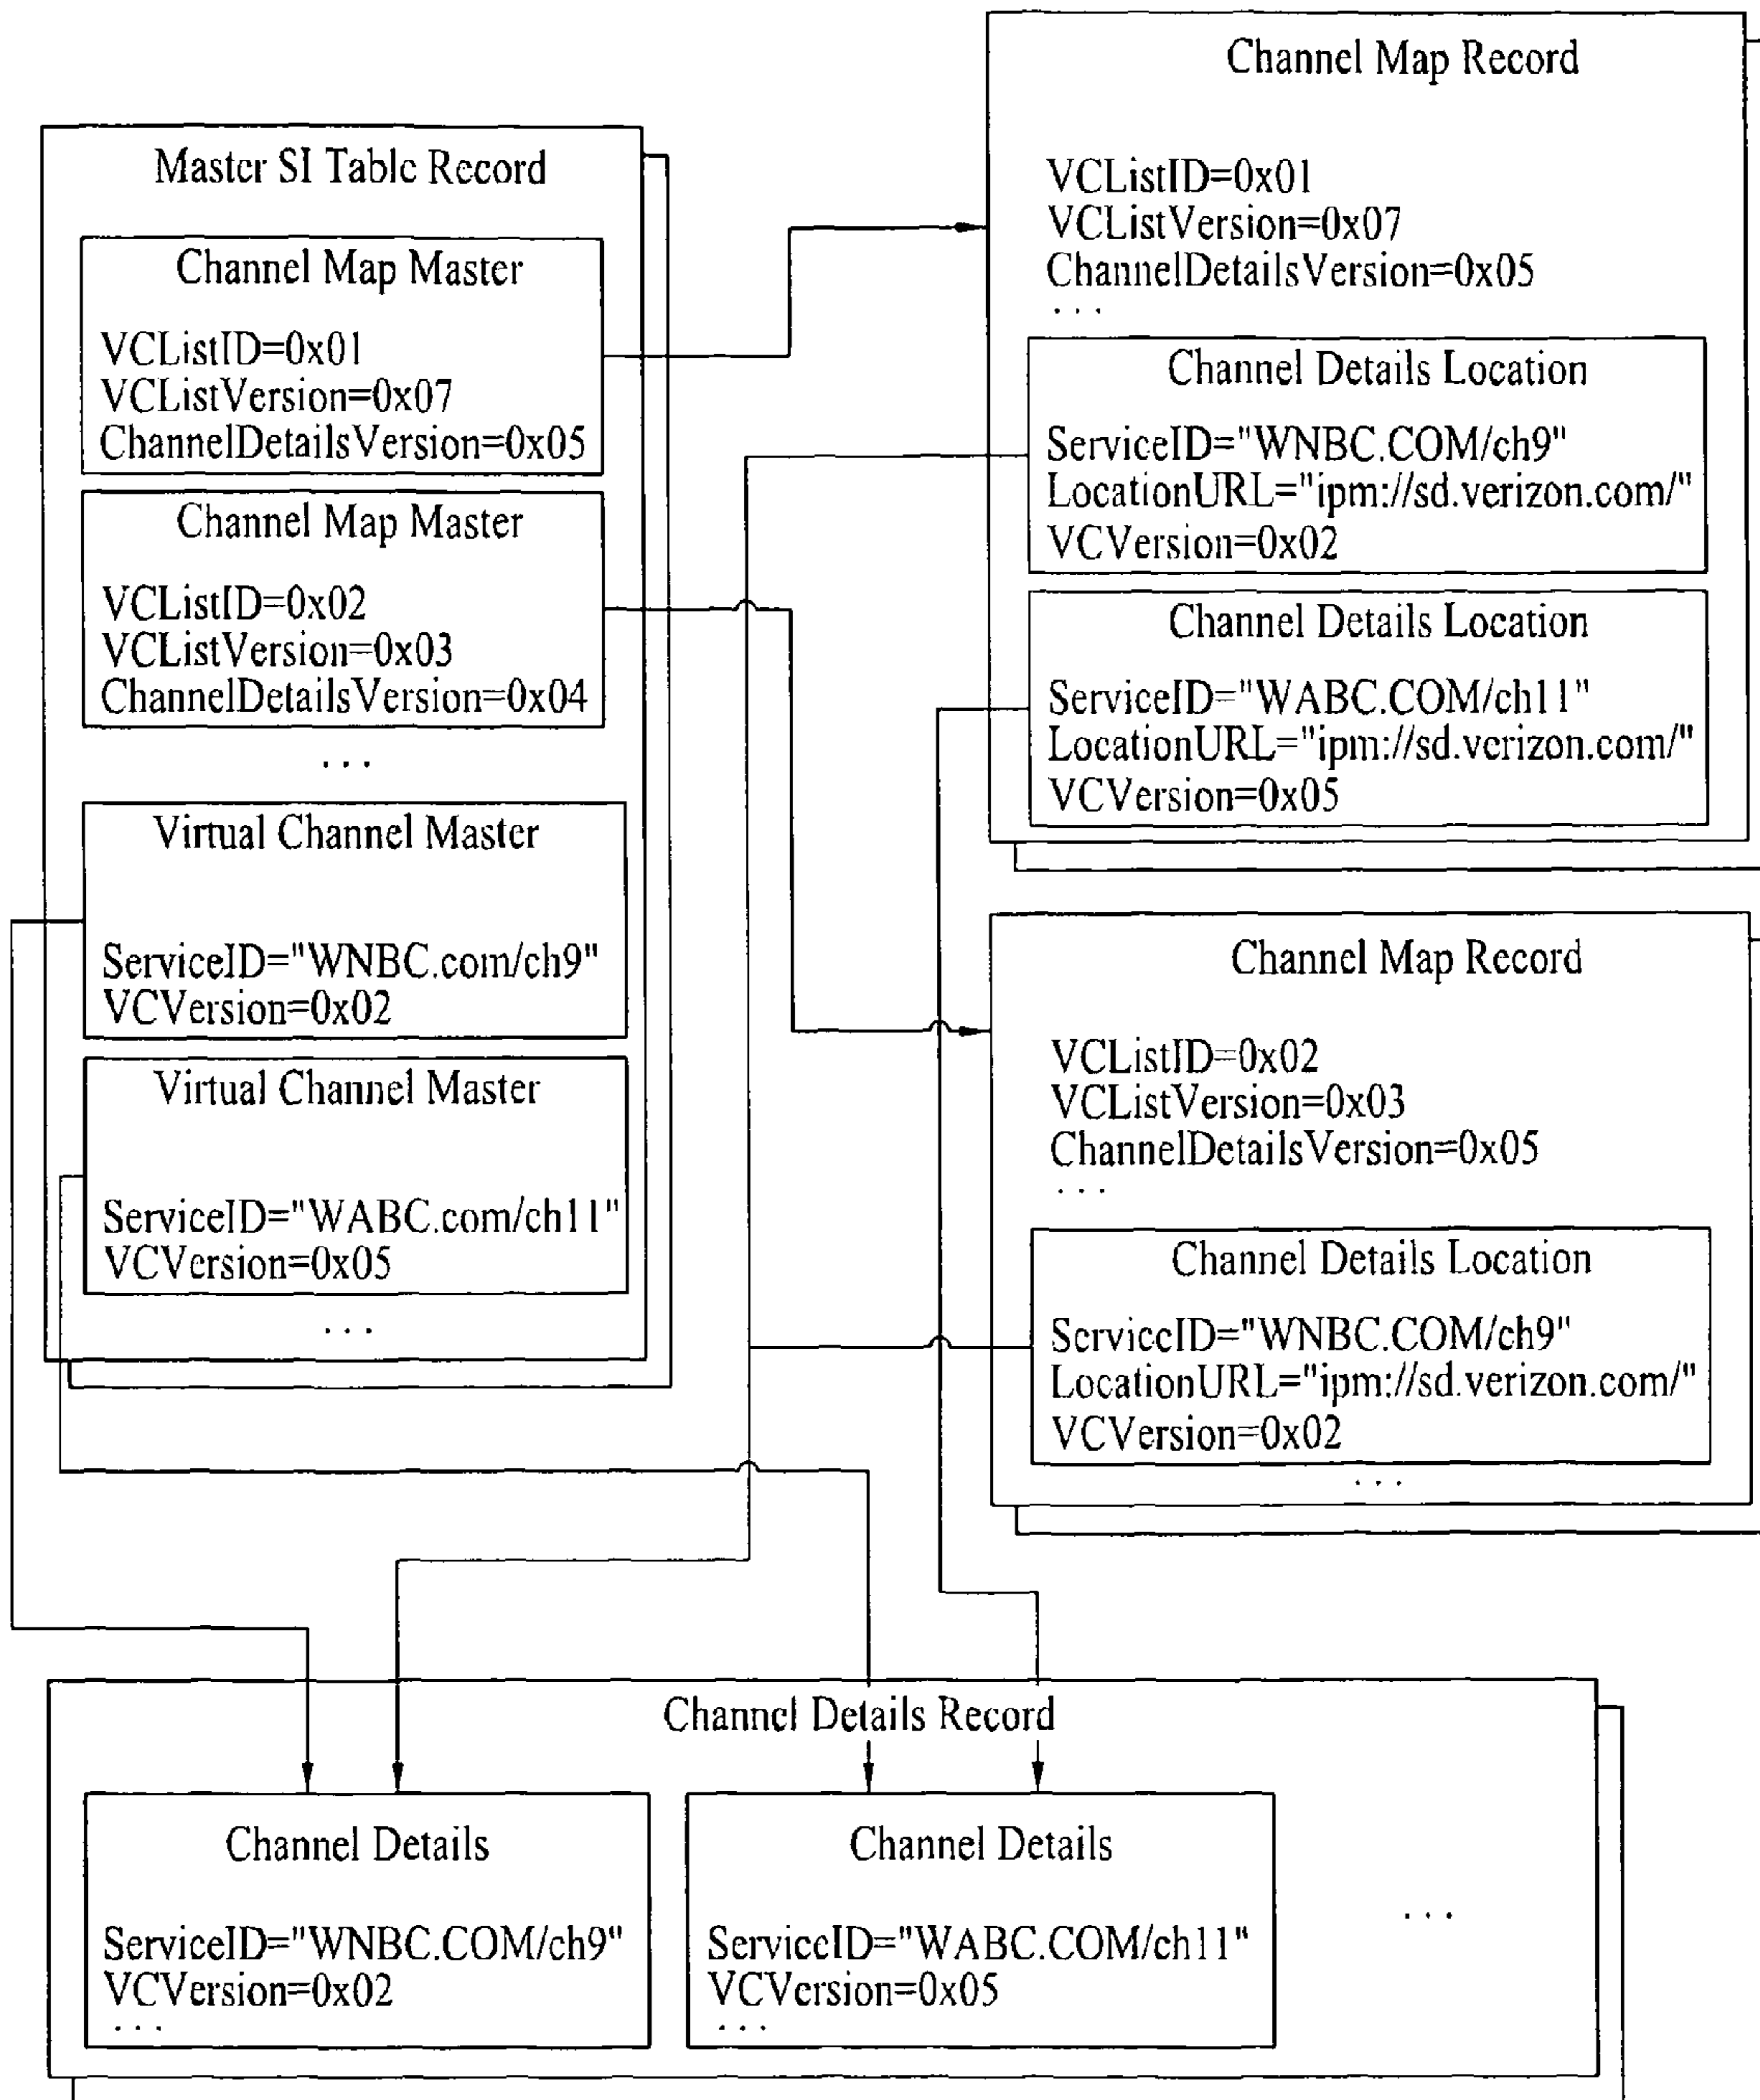 Master SI Table Record
Channel Map Master
VCListID=0x01
VCListVersion=0x07
ChannelDetailsVersion=0x05
Channel Map Master
VCListID=0x02
VCListVersion=0x03
ChannelDetailsVersion=0x04
...
Virtual Channel Master
ServiceID="WNBC.com/ch9"
VCVersion=0x02
Virtual Channel Master
ServiceID="WABC.com/ch11"
VCVersion=0x05
...
Channel Map Record
VCListID=0x01
VCListVersion=0x07
ChannelDetailsVersion=0x05
...
Channel Details Location
ServiceID="WNBC.COM/ch9"
LocationURL="ipm://sd.verizon.com/"
VCVersion=0x02
Channel Details Location
ServiceID="WABC.COM/ch11"
LocationURL="ipm://sd.verizon.com/"
VCVersion=0x05
Channel Map Record
VCListID=0x02
VCListVersion=0x03
ChannelDetailsVersion=0x05
...
Channel Details Location
ServiceID="WNBC.COM/ch9"
LocationURL="ipm://sd.verizon.com/"
VCVersion=0x02
...
Channel Details Record
Channel Details
ServiceID="WNBC.COM/ch9"
VCVersion=0x02
...
Channel Details
ServiceID="WABC.COM/ch11"
VCVersion=0x05
...
...